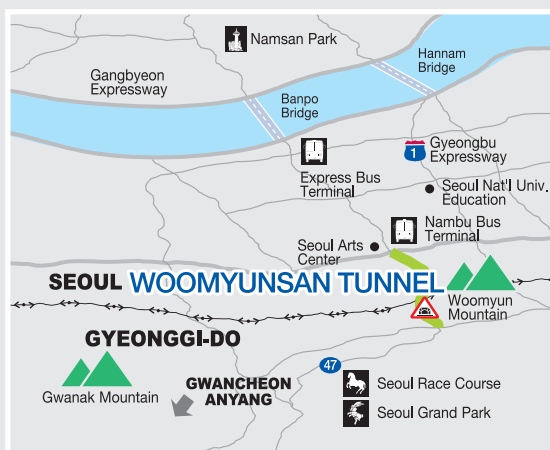 Namsan Park
Hannam
Bridge
Gangbyeon
Expressway
Banpo
Bridge
1
Gyeongbu
Expressway
Express Bus
Terminal
Seoul Nat'l Univ.
Education
Nambu Bus
Terminal
Seoul Arts
Center
SEOUL
WOOMYUNSAN TUNNEL
Woomyun
Mountain
GYEONGGI-DO
47
GWANCHEON
ANYANG
Gwanak Mountain
Seoul Race Course
Seoul Grand Park